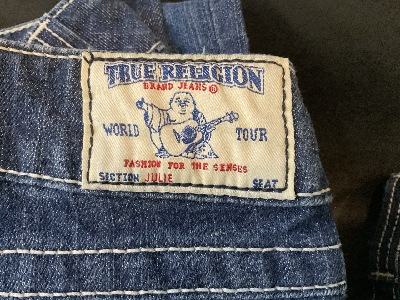 TRUE RELIGION
BRAND JEANS ®
WORLD TOUR
FASHION FOR THE SENSES
SECTION JULIE SEAT